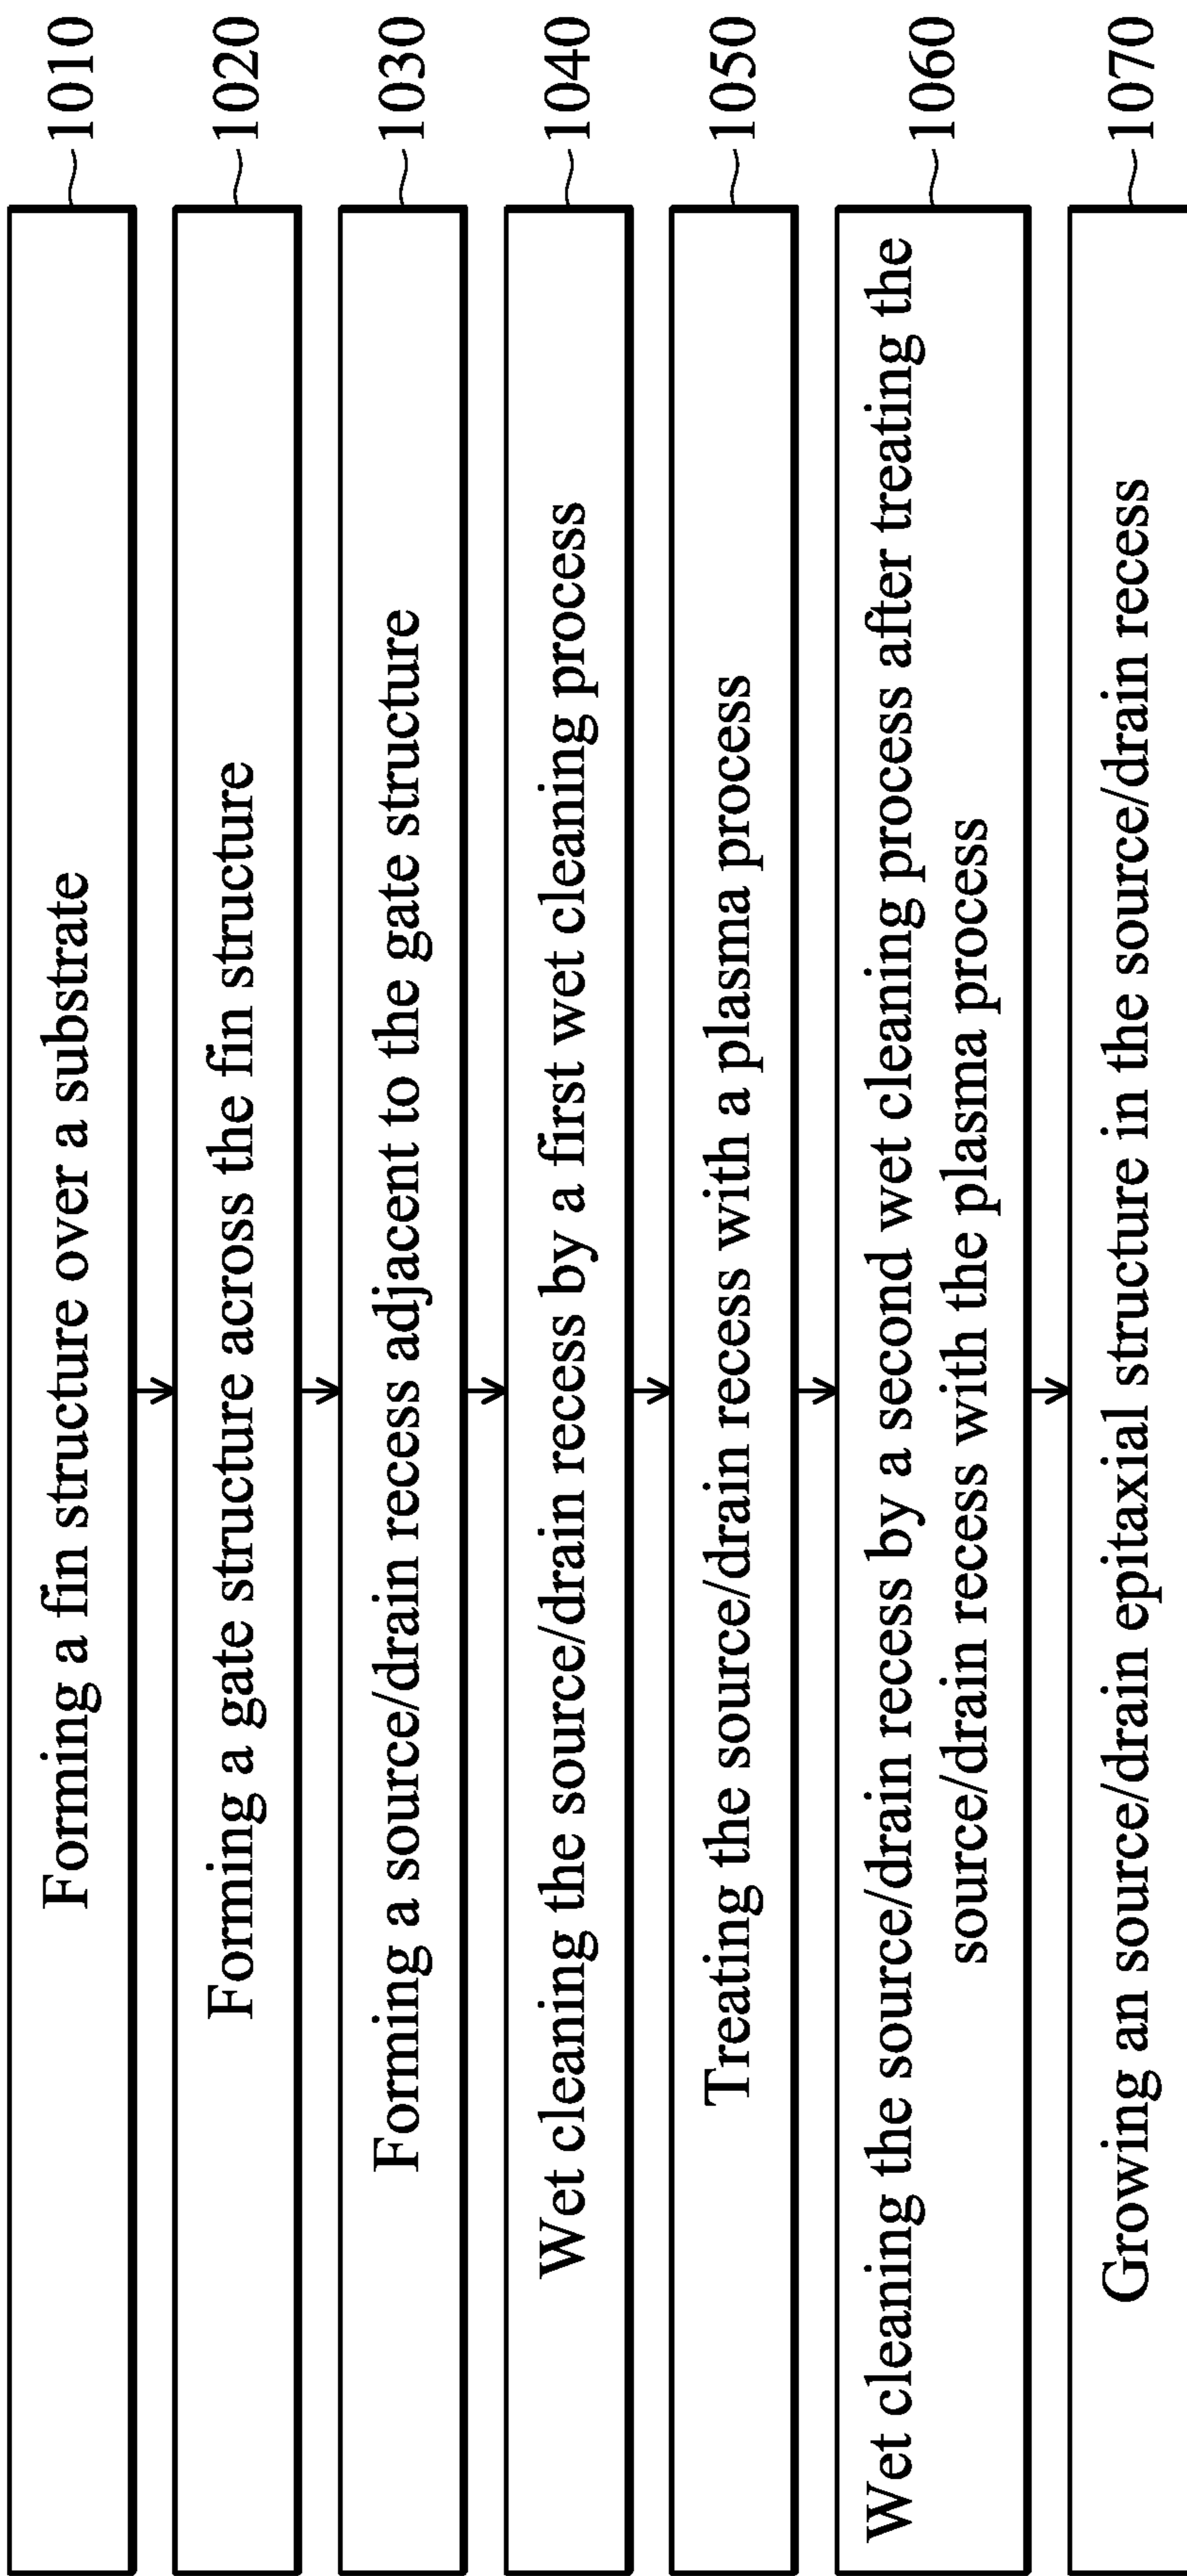 Forming a fin structure over a substrate
1010
Forming a gate structure across the fin structure
1020
Forming a source/drain recess adjacent to the gate structure
1030
Wet cleaning the source/drain recess by a first wet cleaning process
1040
Treating the source/drain recess with a plasma process
1050
Wet cleaning the source/drain recess by a second wet cleaning process after treating the
source/drain recess with the plasma process
1060
Growing an source/drain epitaxial structure in the source/drain recess
1070